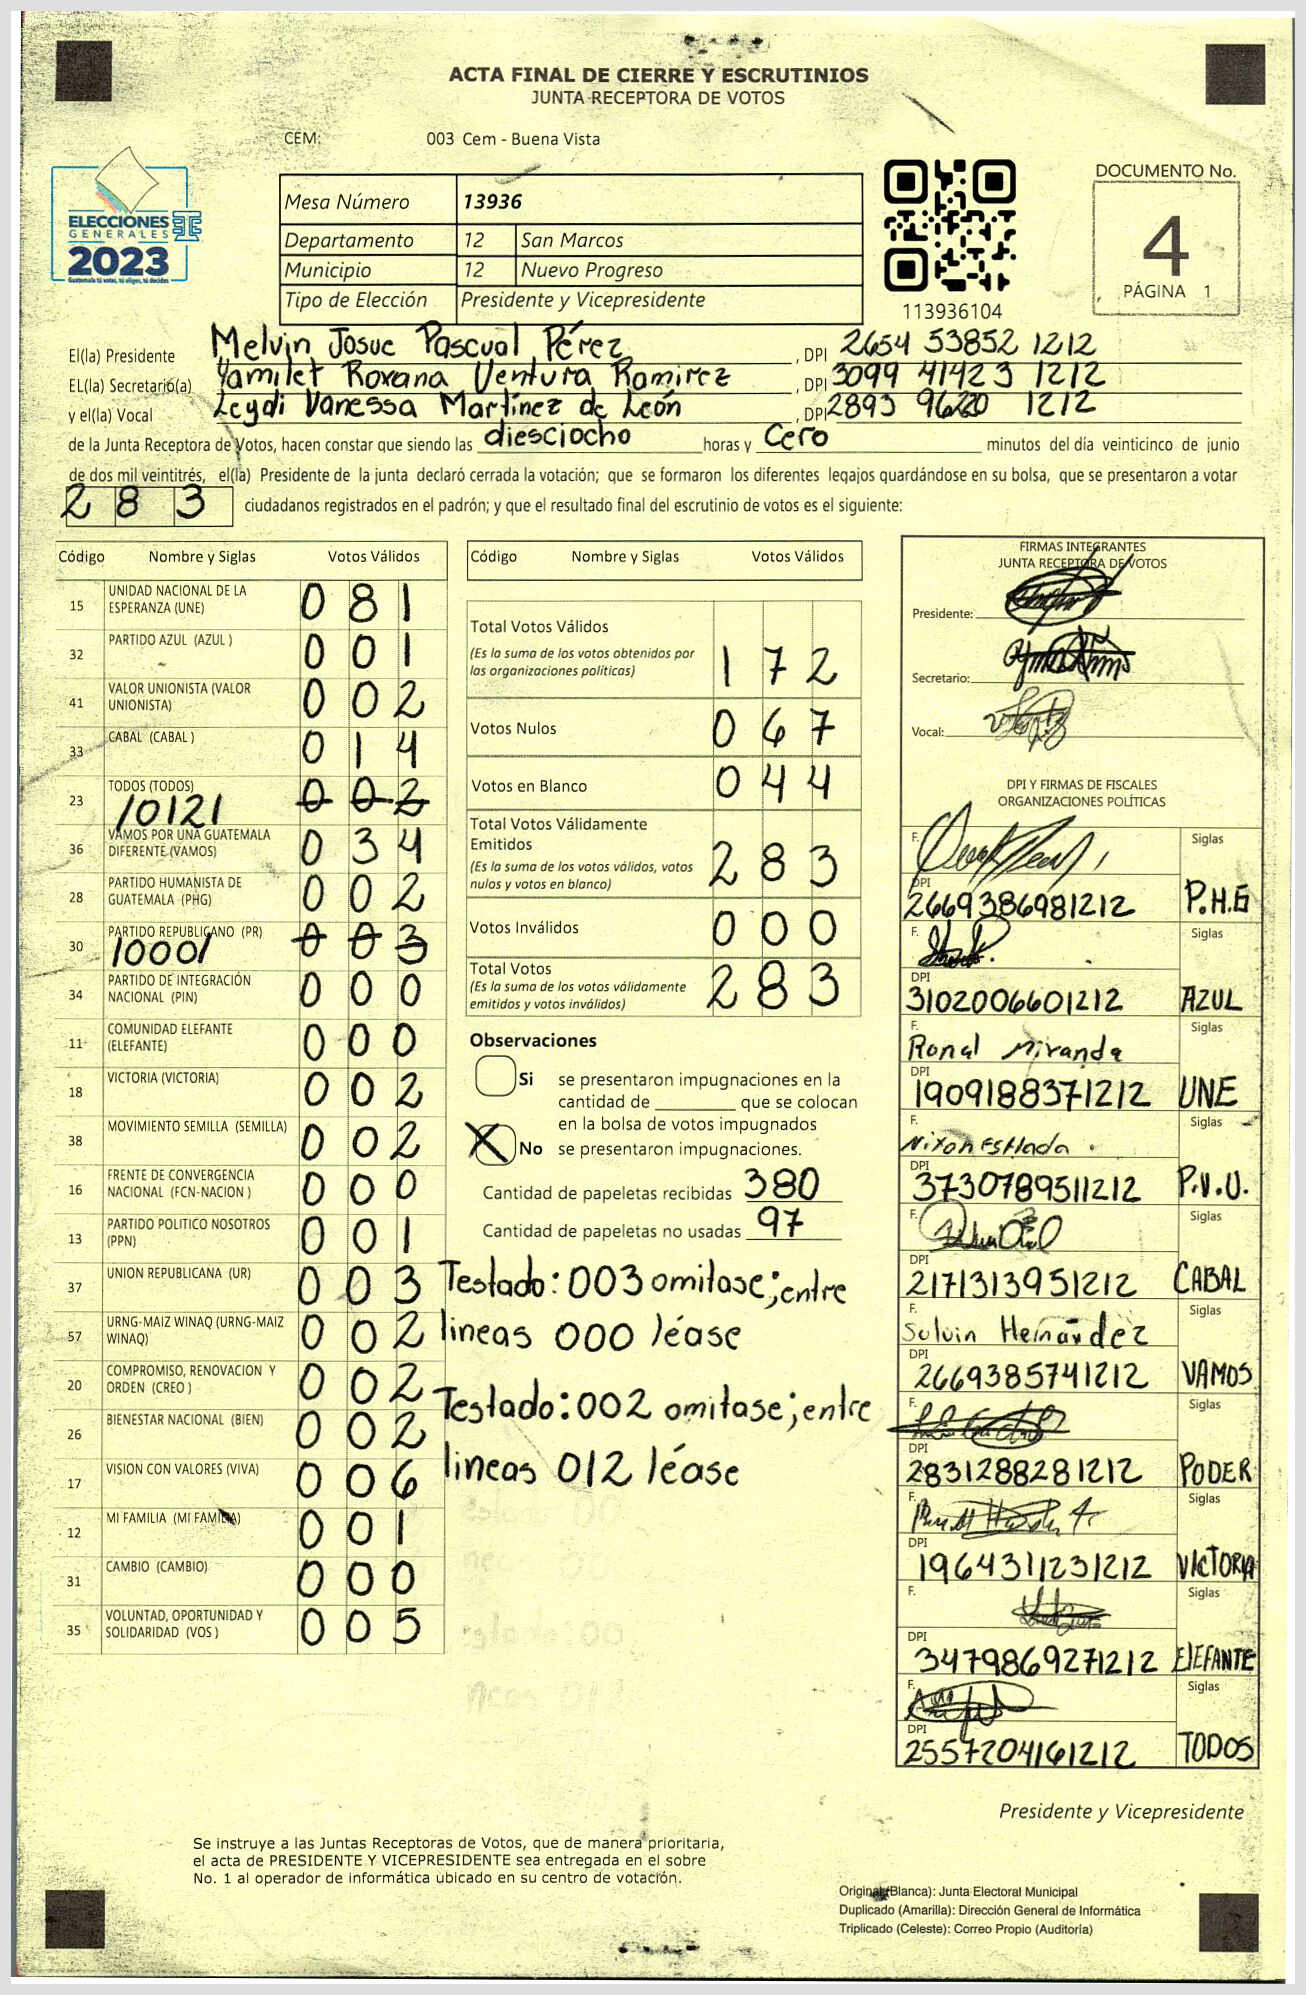 ACTA FINAL DE CIERRE Y ESCRUTINIOS
JUNTA RECEPTORA DE VOTOS
CEM: 003 Cem - Buena Vista
ELECCIONES
GENERALES
2023
Guatemala tú votas, tú eliges, tú decides
Mesa Número 13936
Departamento 12 San Marcos
Municipio 12 Nuevo Progreso
Tipo de Elección Presidente y Vicepresidente
113936104
DOCUMENTO No.
4
PÁGINA 1
El(la) Presidente Melvin Josue Pascual Pérez, DPI 2654 53852 1212
EL(la) Secretario(a) Yamilet Roxana Ventura Ramirez, DPI 3099 41423 1212
y el(la) Vocal Leydi Vanessa Martínez de León, DPI 2893 1212
de la Junta Receptora de Votos, hacen constar que siendo las diesciocho horas y Cero minutos del día veinticinco de junio
de dos mil veintitrés, el(la) Presidente de la junta declaró cerrada la votación; que se formaron los diferentes legajos quardándose en su bolsa, que se presentaron a votar
283 ciudadanos registrados en el padrón; y que el resultado final del escrutinio de votos es el siguiente:
Código Nombre y Siglas Votos Válidos
15 UNIDAD NACIONAL DE LA ESPERANZA (UNE) 081
32 PARTIDO AZUL (AZUL ) 001
41 VALOR UNIONISTA (VALOR UNIONISTA) 002
33 CABAL (CABAL ) 014
23 TODOS (TODOS) /0121 002
36 VAMOS POR UNA GUATEMALA DIFERENTE (VAMOS) 034
28 PARTIDO HUMANISTA DE GUATEMALA (PHG) 002
30 PARTIDO REPUBLICANO (PR) /000/ 003
34 PARTIDO DE INTEGRACIÓN NACIONAL (PIN) 000
11 COMUNIDAD ELEFANTE (ELEFANTE) 000
18 VICTORIA (VICTORIA) 002
38 MOVIMIENTO SEMILLA (SEMILLA) 002
16 FRENTE DE CONVERGENCIA NACIONAL (FCN-NACION ) 000
13 PARTIDO POLITICO NOSOTROS (PPN) 001
37 UNION REPUBLICANA (UR) 003
57 URNG-MAIZ WINAQ (URNG-MAIZ WINAQ) 002
20 COMPROMISO, RENOVACION Y ORDEN (CREO ) 002
26 BIENESTAR NACIONAL (BIEN) 002
17 VISION CON VALORES (VIVA) 006
12 MI FAMILIA (MI FAMILIA) 001
31 CAMBIO (CAMBIO) 000
35 VOLUNTAD, OPORTUNIDAD Y SOLIDARIDAD (VOS ) 005
Código Nombre y Siglas Votos Válidos
Total Votos Válidos 172
(Es la suma de los votos obtenidos por
las organizaciones políticas)
Votos Nulos 067
Votos en Blanco 044
Total Votos Válidamente
Emitidos 283
(Es la suma de los votos válidos, votos
nulos y votos en blanco)
Votos Inválidos 000
Total Votos 283
(Es la suma de los votos válidamente
emitidos y votos inválidos)
Observaciones
Si se presentaron impugnaciones en la
cantidad de ________ que se colocan
en la bolsa de votos impugnados
X No se presentaron impugnaciones.
Cantidad de papeletas recibidas 380
Cantidad de papeletas no usadas 97
Testado: 003 omitase; entre
lineas 000 léase
Testado: 002 omitase; entre
lineas 012 léase
FIRMAS INTEGRANTES
JUNTA RECEPTORA DE VOTOS
Presidente:
Secretario:
Vocal:
DPI Y FIRMAS DE FISCALES
ORGANIZACIONES POLÍTICAS
F. Siglas
DPI 2669386981212 P.H.G
F. Siglas
DPI 3102006601212 AZUL
F. Ronal Miranda Siglas
DPI 1909188371212 UNE
F. Nixon Estrada Siglas
DPI 3730789511212 P.V.U.
F. Siglas
DPI 2171313951212 CABAL
F. Solvin Hernández Siglas
DPI 2669385741212 VAMOS
F. Siglas
DPI 2831288281212 PODER
F. Siglas
DPI 1964311231212 VICTORIA
F. Siglas
DPI 3479869271212 ElEFANTE
F. Siglas
DPI 2557204161212 TODOS
Presidente y Vicepresidente
Se instruye a las Juntas Receptoras de Votos, que de manera prioritaria,
el acta de PRESIDENTE Y VICEPRESIDENTE sea entregada en el sobre
No. 1 al operador de informática ubicado en su centro de votación.
Original (Blanca): Junta Electoral Municipal
Duplicado (Amarilla): Dirección General de Informática
Triplicado (Celeste): Correo Propio (Auditoría)